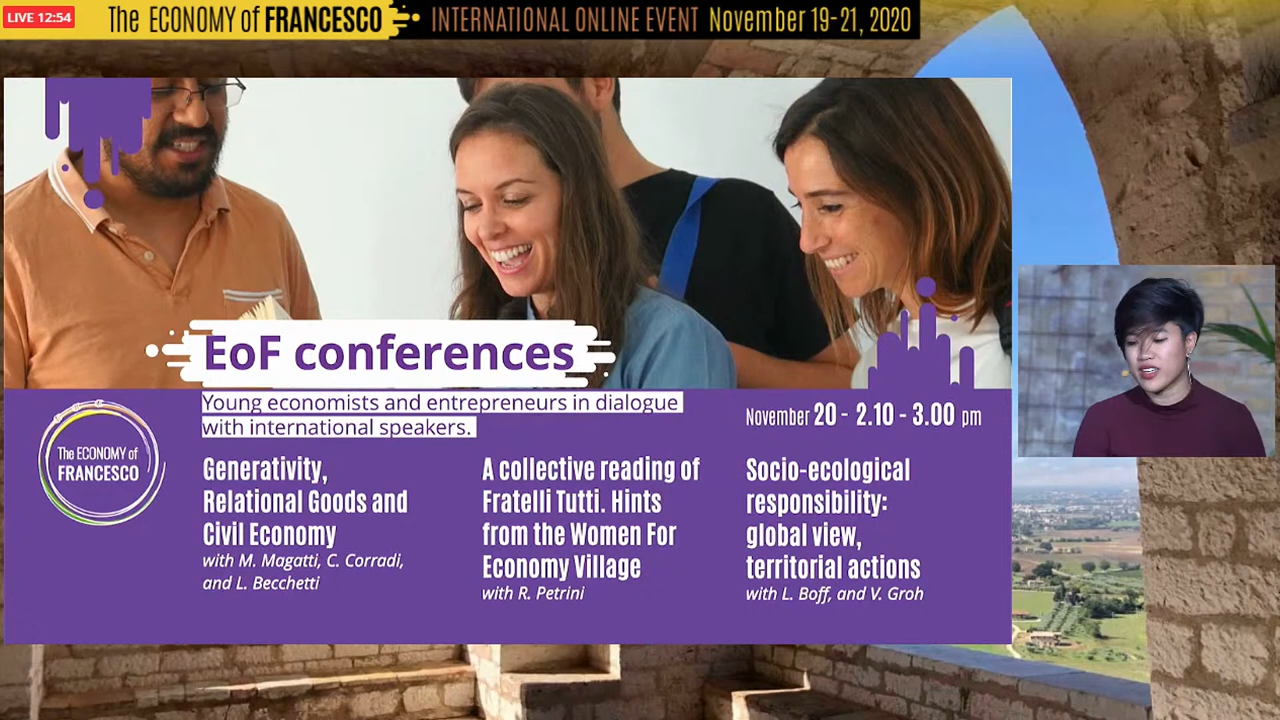 LIVE 12:54
The ECONOMY of FRANCESCO INTERNATIONAL ONLINE EVENT November 19-21, 2020
EoF conferences
Young economists and entrepreneurs in dialogue
with international speakers.
November 20 - 2.10 - 3.00 pm
The ECONOMY of
FRANCESCO
Generativity,
Relational Goods and
Civil Economy
with M. Magatti, C. Corradi,
and L. Becchetti
A collective reading of
Fratelli Tutti. Hints
from the Women For
Economy Village
with R. Petrini
Socio-ecological
responsibility:
global view,
territorial actions
with L. Boff, and V. Groh